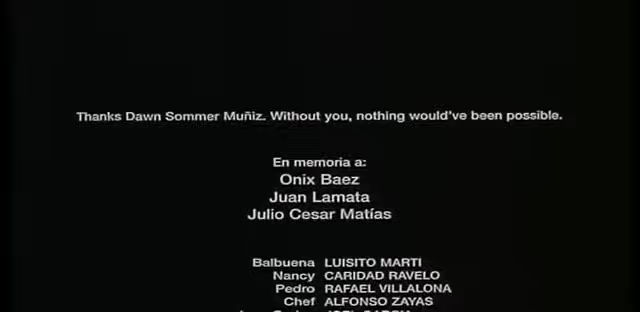 Thanks Dawn Sommer Muñiz. Without you, nothing would've been possible.
En memoria a:
Onix Baez
Juan Lamata
Julio Cesar Matías
Balbuena LUISITO MARTI
Nancy CARIDAD RAVELO
Pedro RAFAEL VILLALONA
Chef ALFONSO ZAYAS